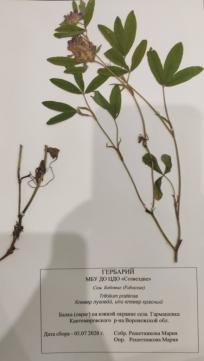 ГЕРБАРИЙ
МБУ ДО ЦДО «Созвездие»
Сем. Бобовые (Fabaceae)
Trifolium pratense
Клевер луговой, или клевер красный
Балка (овраг) на южной окраине села Гармашевка
Кантемировского р-на Воронежской обл.
Дата сбора - 05.07 2020 г. Собр. Решетникова Мария
Опр. Решетникова Мария